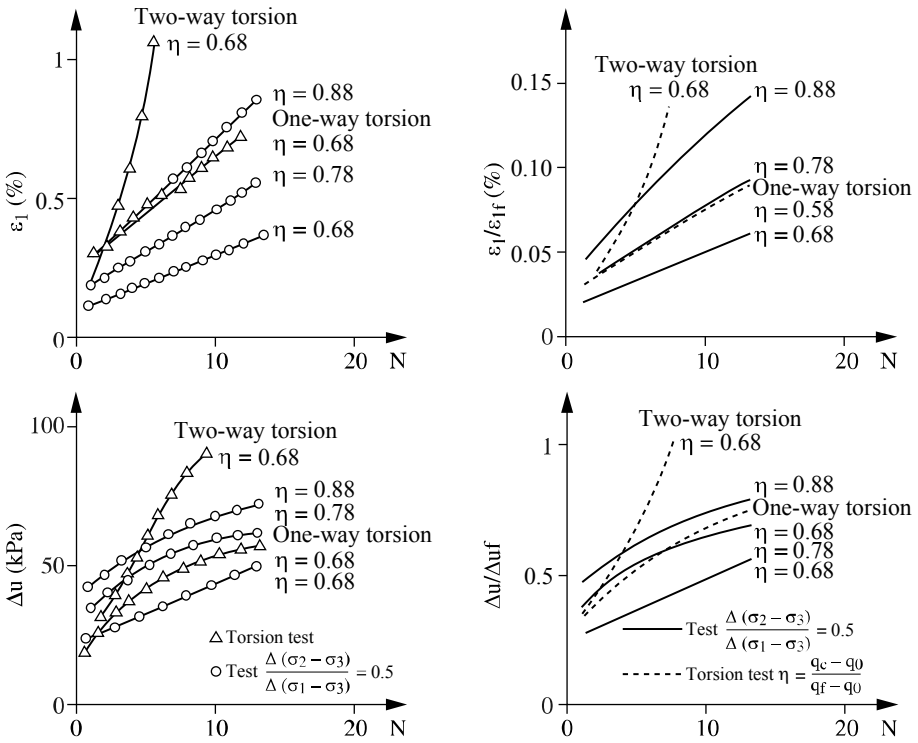 Two-way torsion
η = 0.68
1
η = 0.88
One-way torsion
η = 0.68
0.5
η = 0.78
η = 0.68
ε1 (%)
0
0 10 20 N
Two-way torsion
η = 0.68
0.15
η = 0.88
0.10
η = 0.78
One-way torsion
η = 0.58
0.05
η = 0.68
ε1/ε1f (%)
0
0 10 20 N
100
Two-way torsion
η = 0.68
η = 0.88
η = 0.78
One-way torsion
50
η = 0.68
η = 0.68
Δu (kPa)
Torsion test
Test Δ (σ2 – σ3) / Δ (σ1 – σ3) = 0.5
0
0 10 20 N
Two-way torsion
1
η = 0.68
η = 0.88
One-way torsion
η = 0.68
0.5
η = 0.78
η = 0.68
Δu/Δuf
Test Δ (σ2 – σ3) / Δ (σ1 – σ3) = 0.5
Torsion test η = qc – q0 / qf – q0
0
0 10 20 N